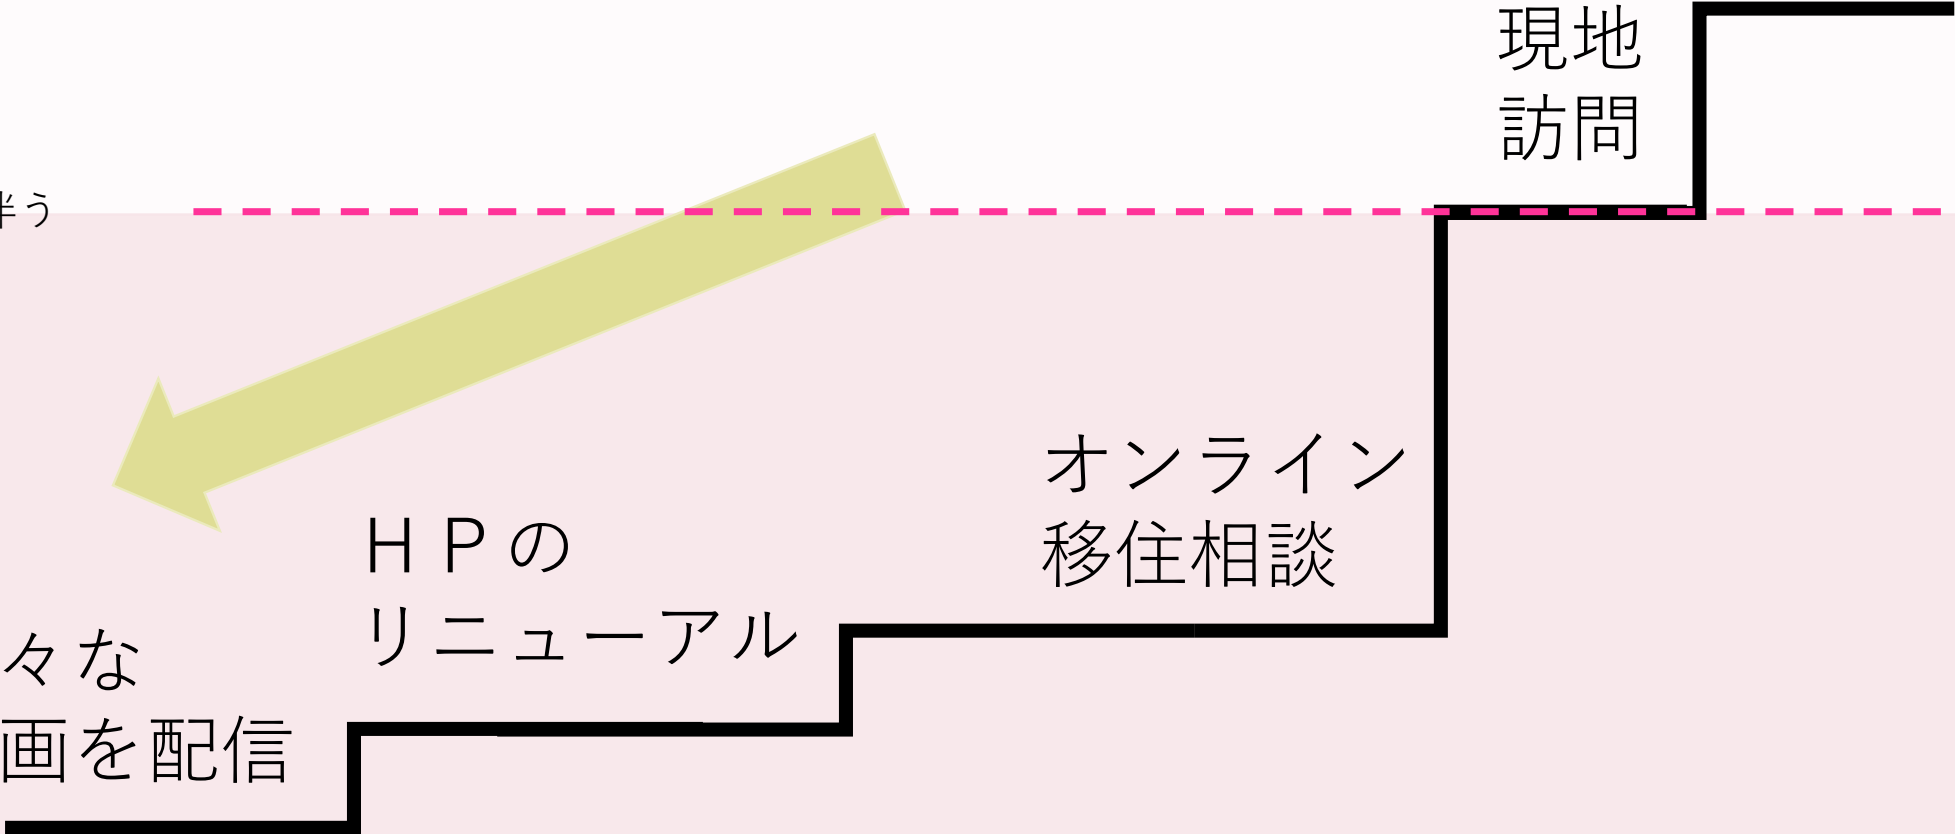 現地
訪問
伴う
オンライン
移住相談
ＨＰの
リニューアル
々な
画を配信